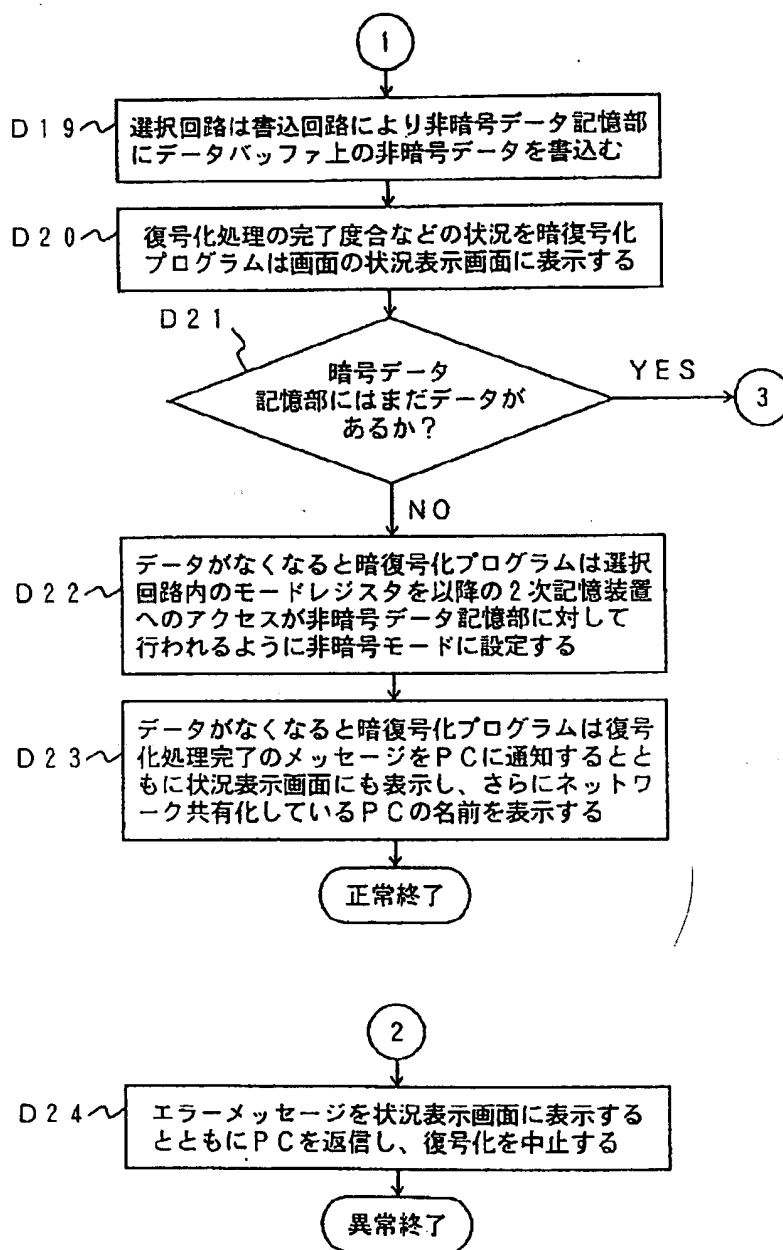 1
D19
選択回路は書込回路により非暗号データ記憶部
にデータバッファ上の非暗号データを書込む
D20
復号化処理の完了度合などの状況を暗復号化
プログラムは画面の状況表示画面に表示する
D21
暗号データ
記憶部にはまだデータが
あるか?
YES
3
NO
D22
データがなくなると暗復号化プログラムは選択
回路内のモードレジスタを以降の2次記憶装置
へのアクセスが非暗号データ記憶部に対して
行われるように非暗号モードに設定する
D23
データがなくなると暗復号化プログラムは復号
化処理完了のメッセージをPCに通知するとと
もに状況表示画面にも表示し、さらにネットワ
ーク共有化しているPCの名前を表示する
正常終了
2
D24
エラーメッセージを状況表示画面に表示する
とともにPCを返信し、復号化を中止する
異常終了